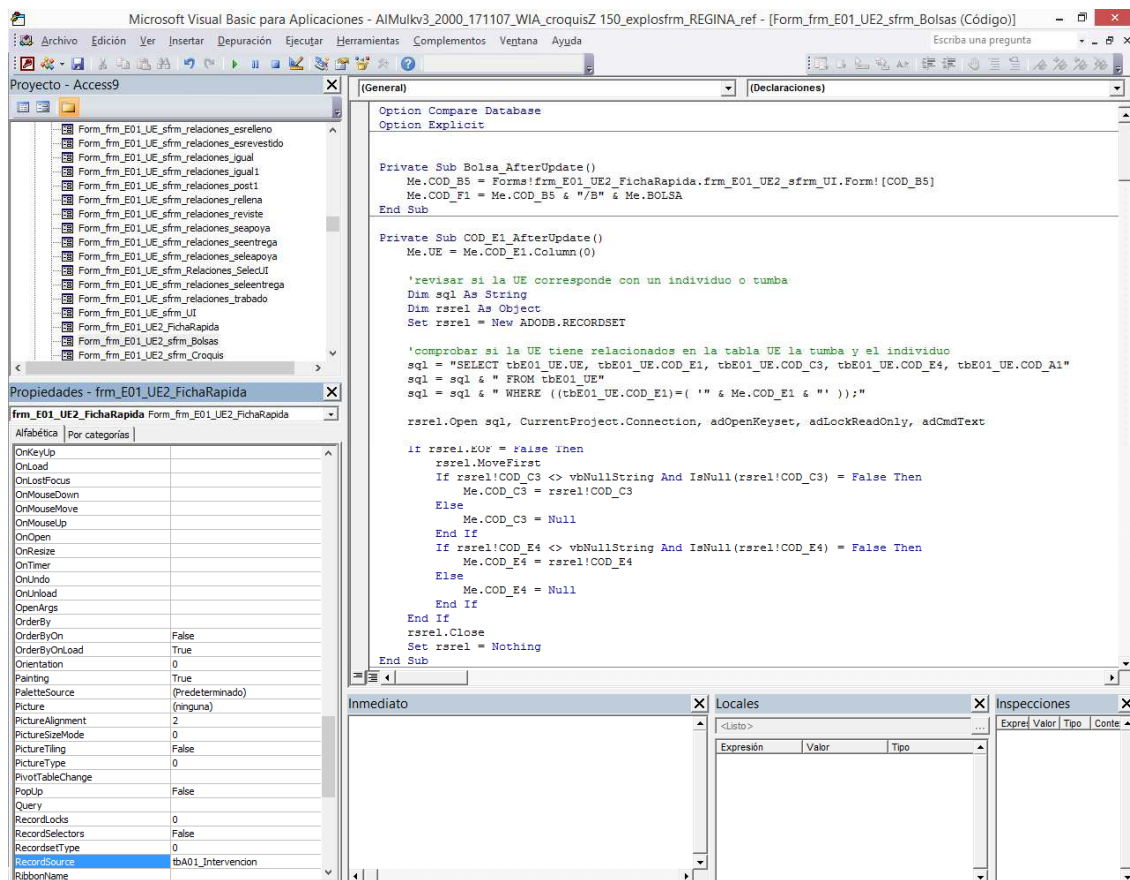 Microsoft Visual Basic para Aplicaciones - AIMulkv3_2000_171107_WIA_croquisZ 150_explosfrm_REGINA_ref - [Form_frm_E01_UE2_sfrm_Bolsas (Código)]
Archivo Edición Ver Insertar Depuración Ejecutar Herramientas Complementos Ventana Ayuda
Escriba una pregunta
Proyecto - Access9
Form_frm_E01_UE_sfrm_relaciones_esrelleno
Form_frm_E01_UE_sfrm_relaciones_esrevestido
Form_frm_E01_UE_sfrm_relaciones_igual
Form_frm_E01_UE_sfrm_relaciones_igual1
Form_frm_E01_UE_sfrm_relaciones_post1
Form_frm_E01_UE_sfrm_relaciones_rellena
Form_frm_E01_UE_sfrm_relaciones_reviste
Form_frm_E01_UE_sfrm_relaciones_seapoya
Form_frm_E01_UE_sfrm_relaciones_seentrega
Form_frm_E01_UE_sfrm_relaciones_seleapoya
Form_frm_E01_UE_sfrm_Relaciones_SelecUI
Form_frm_E01_UE_sfrm_relaciones_seleentrega
Form_frm_E01_UE_sfrm_relaciones_trabado
Form_frm_E01_UE_sfrm_UI
Form_frm_E01_UE2_FichaRapida
Form_frm_E01_UE2_sfrm_Bolsas
Form_frm_E01_UE2_sfrm_Croquis
Propiedades - frm_E01_UE2_FichaRapida
frm_E01_UE2_FichaRapida Form_frm_E01_UE2_FichaRapida
Alfabética Por categorías
OnKeyUp
OnLoad
OnLostFocus
OnMouseDown
OnMouseMove
OnMouseUp
OnOpen
OnResize
OnTimer
OnUndo
OnUnload
OpenArgs
OrderBy
OrderByOn False
OrderByOnLoad True
Orientation 0
Painting True
PaletteSource (Predeterminado)
Picture (ninguna)
PictureAlignment 2
PictureSizeMode 0
PictureTiling False
PictureType 0
PivotTableChange
PopUp False
Query
RecordLocks 0
RecordSelectors False
RecordsetType 0
RecordSource tbA01_Intervencion
RibbonName
(General) (Declaraciones)
Option Compare Database
Option Explicit
Private Sub Bolsa_AfterUpdate()
Me.COD_B5 = Forms!frm_E01_UE2_FichaRapida.frm_E01_UE2_sfrm_UI.Form![COD_B5]
Me.COD_F1 = Me.COD_B5 & "/B" & Me.BOLSA
End Sub
Private Sub COD_E1_AfterUpdate()
Me.UE = Me.COD_E1.Column(0)
'revisar si la UE corresponde con un individuo o tumba
Dim sql As String
Dim rsrel As Object
Set rsrel = New ADODB.RECORDSET
'comprobar si la UE tiene relacionados en la tabla UE la tumba y el individuo
sql = "SELECT tbE01_UE.UE, tbE01_UE.COD_E1, tbE01_UE.COD_C3, tbE01_UE.COD_E4, tbE01_UE.COD_A1"
sql = sql & " FROM tbE01_UE"
sql = sql & " WHERE ((tbE01_UE.COD_E1)=( '" & Me.COD_E1 & "' ));"
rsrel.Open sql, CurrentProject.Connection, adOpenKeyset, adLockReadOnly, adCmdText
If rsrel.EOF = False Then
rsrel.MoveFirst
If rsrel!COD_C3 <> vbNullString And IsNull(rsrel!COD_C3) = False Then
Me.COD_C3 = rsrel!COD_C3
Else
Me.COD_C3 = Null
End If
If rsrel!COD_E4 <> vbNullString And IsNull(rsrel!COD_E4) = False Then
Me.COD_E4 = rsrel!COD_E4
Else
Me.COD_E4 = Null
End If
End If
rsrel.Close
Set rsrel = Nothing
End Sub
Inmediato
Locales
<Listo>
Expresión Valor Tipo
Inspecciones
Expre Valor Tipo Conte